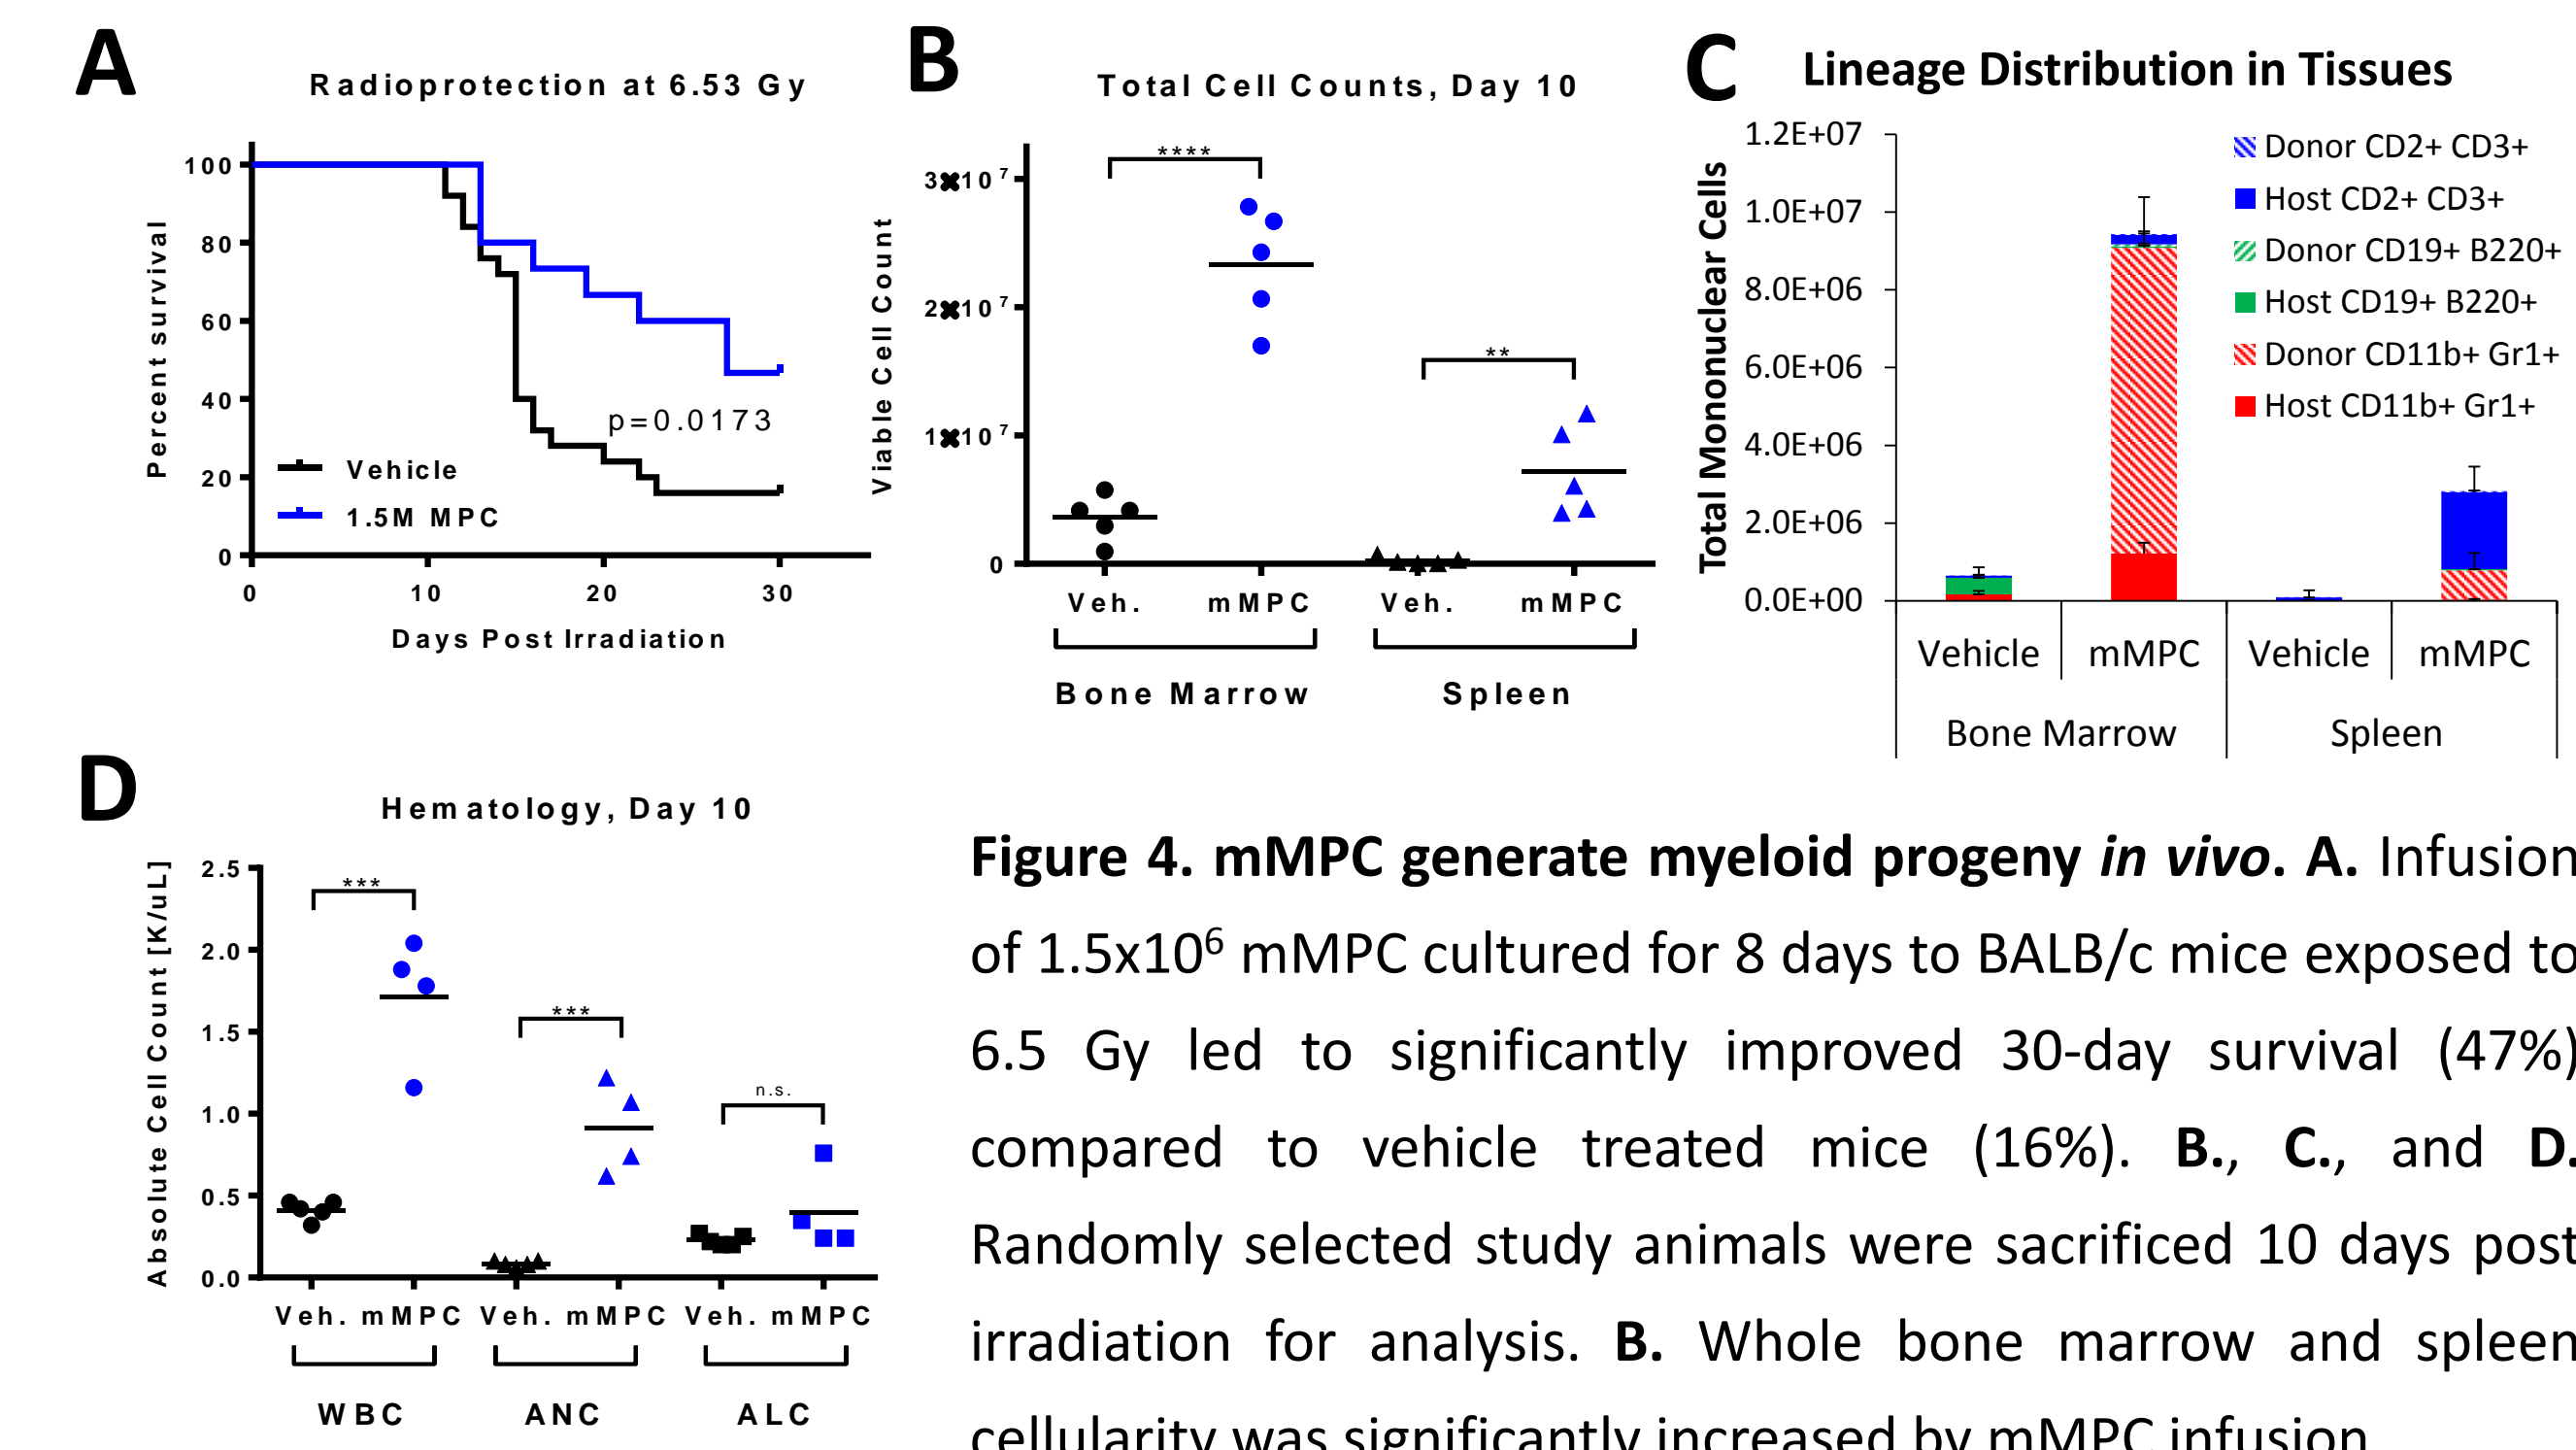 A
Radioprotection at 6.53 Gy
Percent survival
100
80
60
40
20
0
p=0.0173
Vehicle
1.5M MPC
0 10 20 30
Days Post Irradiation
B
Total Cell Counts, Day 10
Viable Cell Count
3×10⁷
2×10⁷
1×10⁷
0
****
**
Veh. mMPC Veh. mMPC
Bone Marrow Spleen
C
Lineage Distribution in Tissues
Total Mononuclear Cells
1.2E+07
1.0E+07
8.0E+06
6.0E+06
4.0E+06
2.0E+06
0.0E+00
Donor CD2+ CD3+
Host CD2+ CD3+
Donor CD19+ B220+
Host CD19+ B220+
Donor CD11b+ Gr1+
Host CD11b+ Gr1+
Vehicle mMPC Vehicle mMPC
Bone Marrow Spleen
D
Hematology, Day 10
Absolute Cell Count [K/uL]
2.5
2.0
1.5
1.0
0.5
0.0
***
***
n.s.
Veh. mMPC Veh. mMPC Veh. mMPC
WBC ANC ALC
Figure 4. mMPC generate myeloid progeny in vivo. A. Infusion
of 1.5x10⁶ mMPC cultured for 8 days to BALB/c mice exposed to
6.5 Gy led to significantly improved 30-day survival (47%)
compared to vehicle treated mice (16%). B., C., and D.
Randomly selected study animals were sacrificed 10 days post
irradiation for analysis. B. Whole bone marrow and spleen
cellularity was significantly increased by mMPC infusion